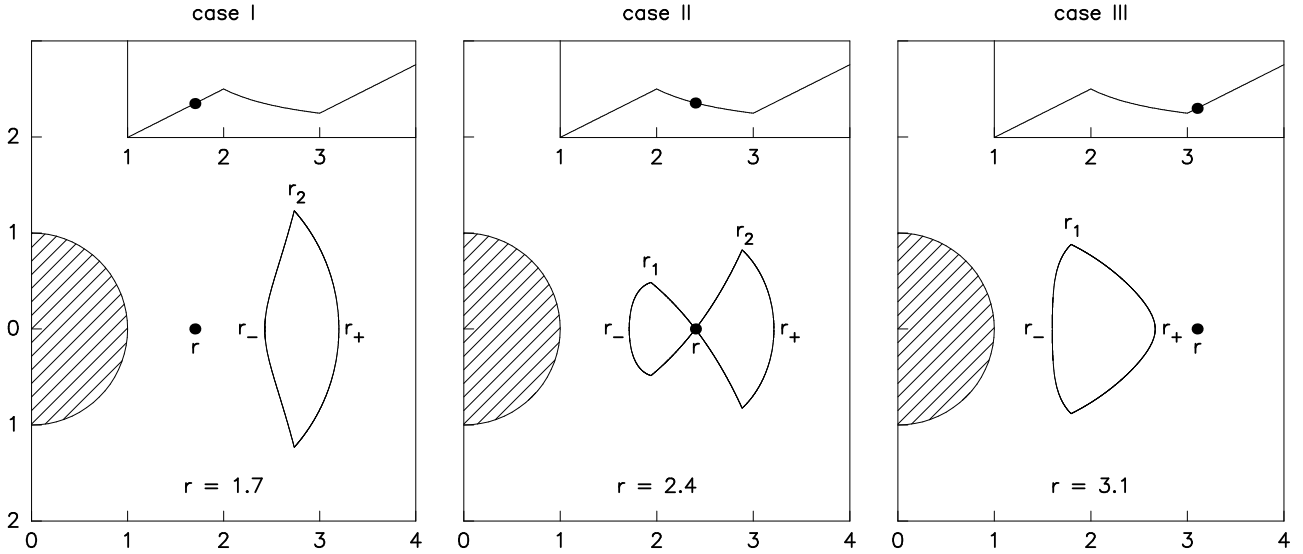 case I
case II
case III
1 2 3
1 2 3
1 2 3
2
1
0
1
2
r₂
r₋
r₊
r
r = 1.7
r₁
r₂
r₋
r₊
r
r = 2.4
r₁
r₋
r₊
r
r = 3.1
0 1 2 3 4
0 1 2 3 4
0 1 2 3 4